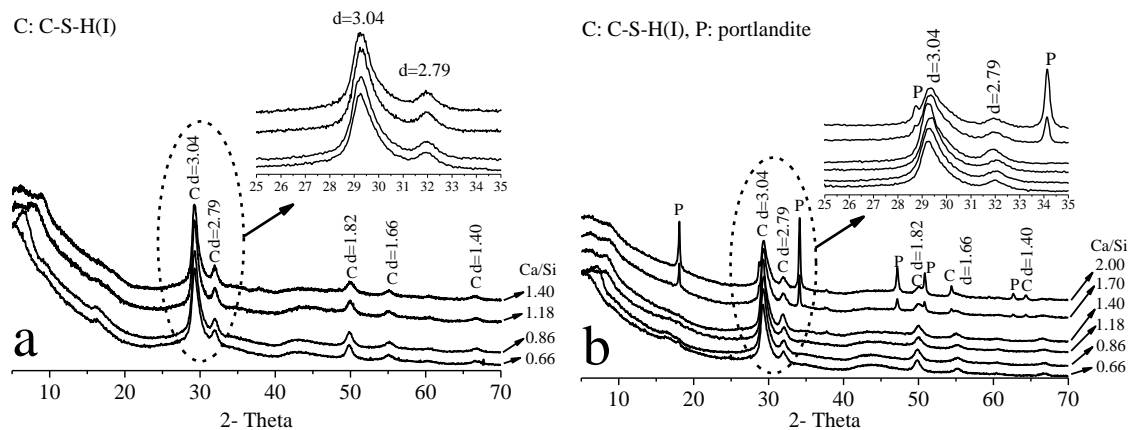 C: C-S-H(I)
d=3.04
d=2.79
25 26 27 28 29 30 31 32 33 34 35
C d=3.04
C d=2.79
C d=1.82
C d=1.66
C d=1.40
Ca/Si
1.40
1.18
0.86
0.66
a
10 20 30 40 50 60 70
2- Theta
C: C-S-H(I), P: portlandite
P
d=3.04
d=2.79
P
25 26 27 28 29 30 31 32 33 34 35
P
C d=3.04
C d=2.79
P
P
C d=1.82
P
C d=1.66
P
C d=1.40
Ca/Si
2.00
1.70
1.40
1.18
0.86
0.66
b
10 20 30 40 50 60 70
2- Theta